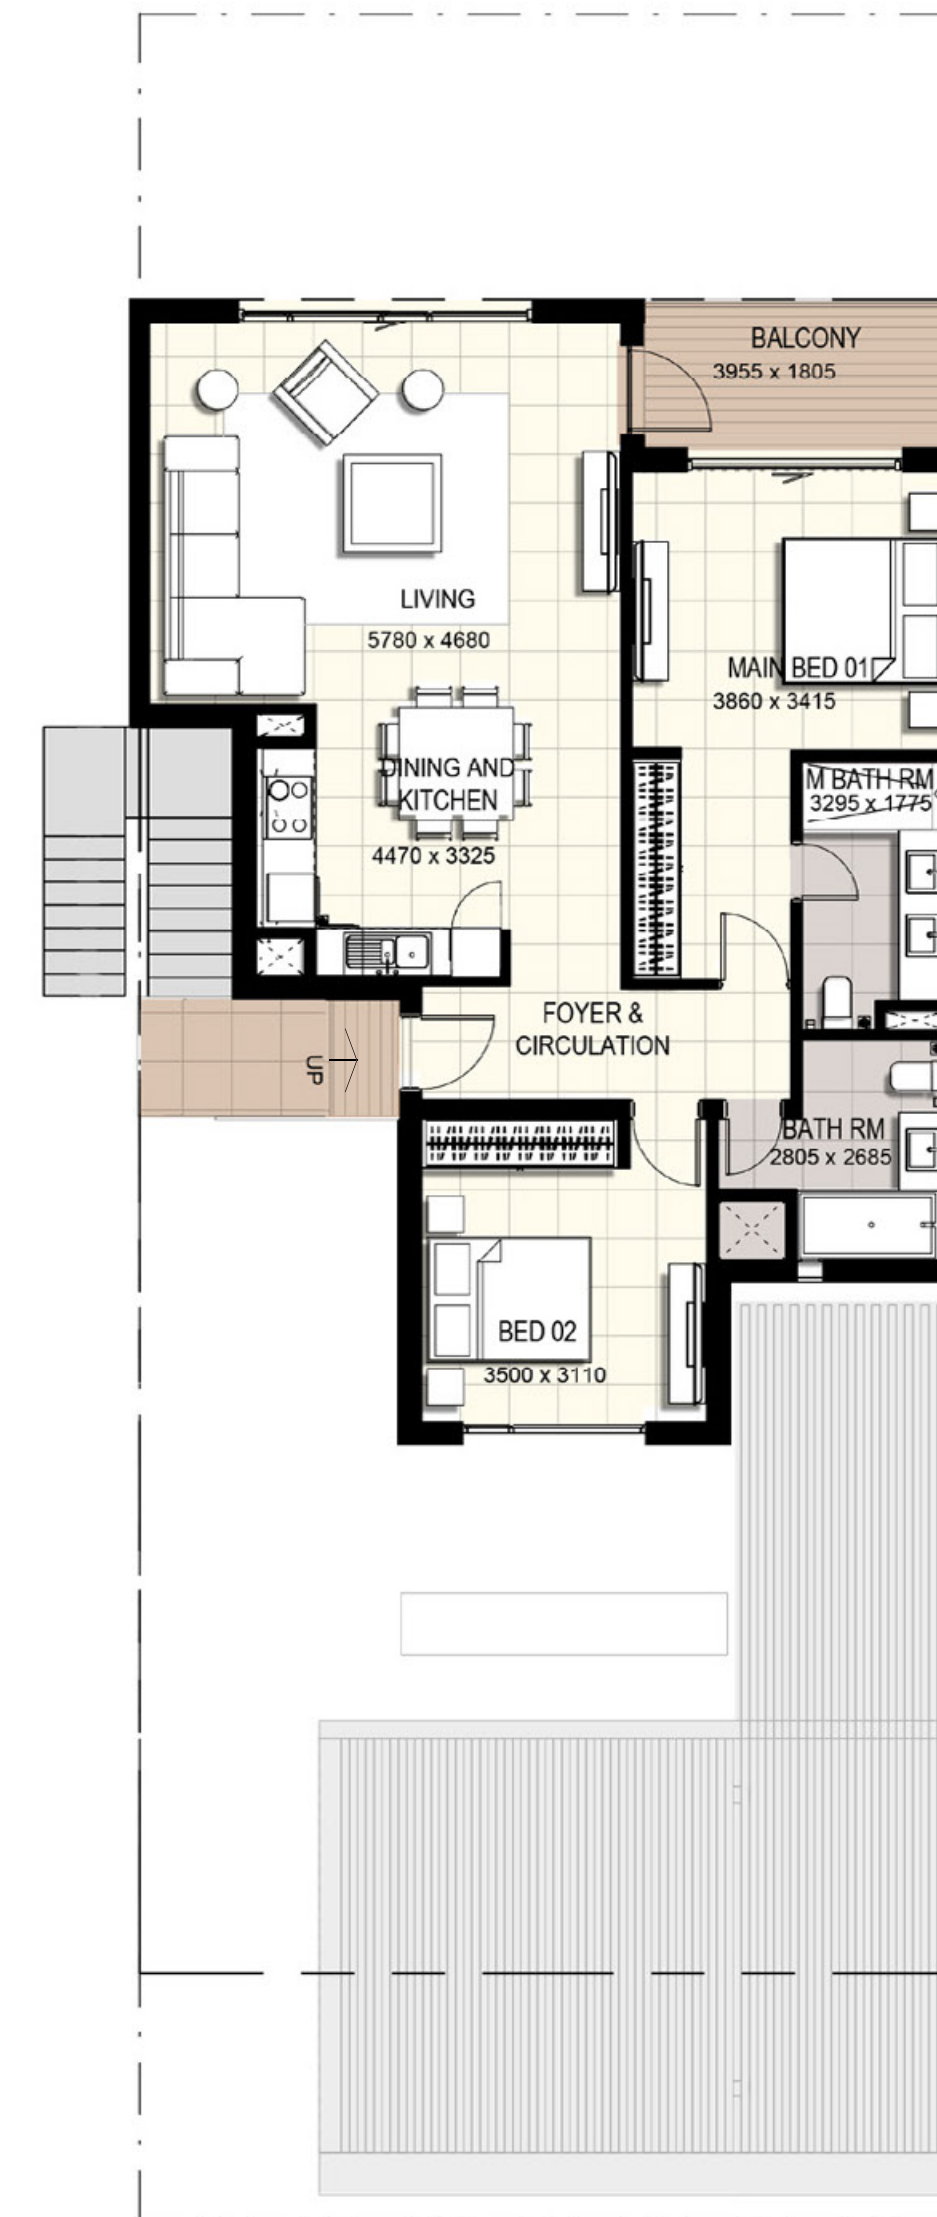 BALCONY
3955 x 1805
LIVING
5780 x 4680
MAIN BED 01
3860 x 3415
DINING AND
KITCHEN
4470 x 3325
M BATH RM
3295 x 1775
FOYER &
CIRCULATION
UP
BATH RM
2805 x 2685
BED 02
3500 x 3110